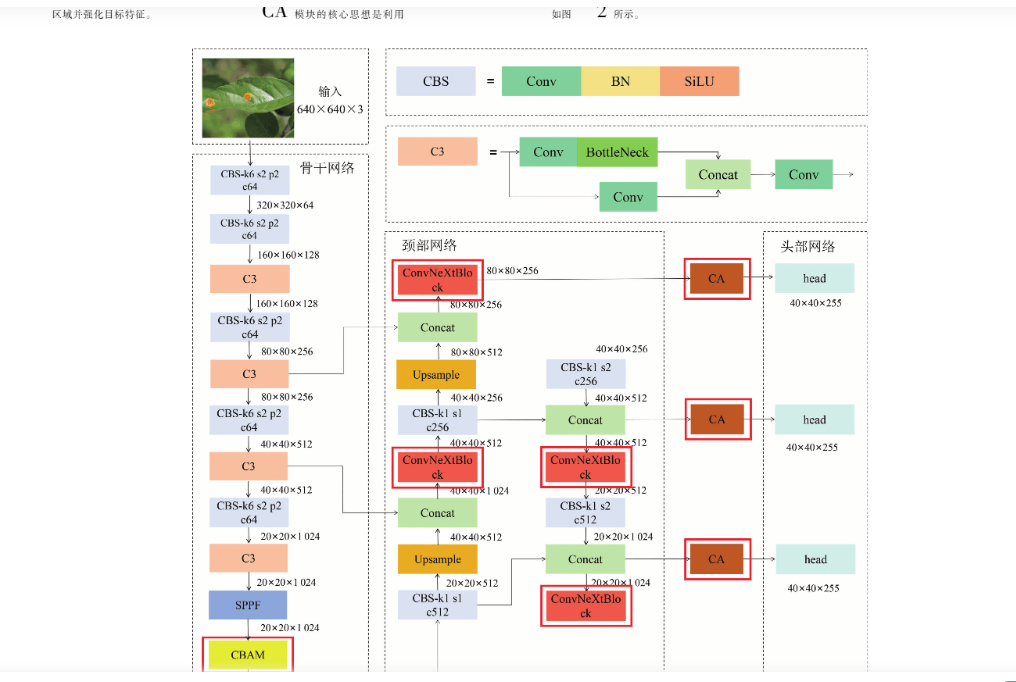 区域并强化目标特征。
CA 模块的核心思想是利用
如图 2 所示。
输入
640×640×3
CBS = Conv BN SiLU
C3 = Conv BottleNeck
Conv
Concat
Conv
骨干网络
CBS-k6 s2 p2
c64
320×320×64
CBS-k6 s2 p2
c64
160×160×128
C3
160×160×128
CBS-k6 s2 p2
c64
80×80×256
C3
80×80×256
CBS-k6 s2 p2
c64
40×40×512
C3
40×40×512
CBS-k6 s2 p2
c64
20×20×1 024
C3
20×20×1 024
SPPF
20×20×1 024
CBAM
颈部网络
ConvNeXtBlo
ck
80×80×256
80×80×256
Concat
80×80×512
Upsample
40×40×256
CBS-k1 s1
c256
40×40×512
ConvNeXtBlo
ck
40×40×1 024
Concat
40×40×512
Upsample
20×20×512
CBS-k1 s1
c512
40×40×256
CBS-k1 s2
c256
40×40×512
Concat
40×40×512
ConvNeXtBlo
ck
20×20×512
CBS-k1 s2
c512
20×20×1 024
Concat
20×20×1 024
ConvNeXtBlo
ck
CA
CA
CA
头部网络
head
40×40×255
head
40×40×255
head
40×40×255